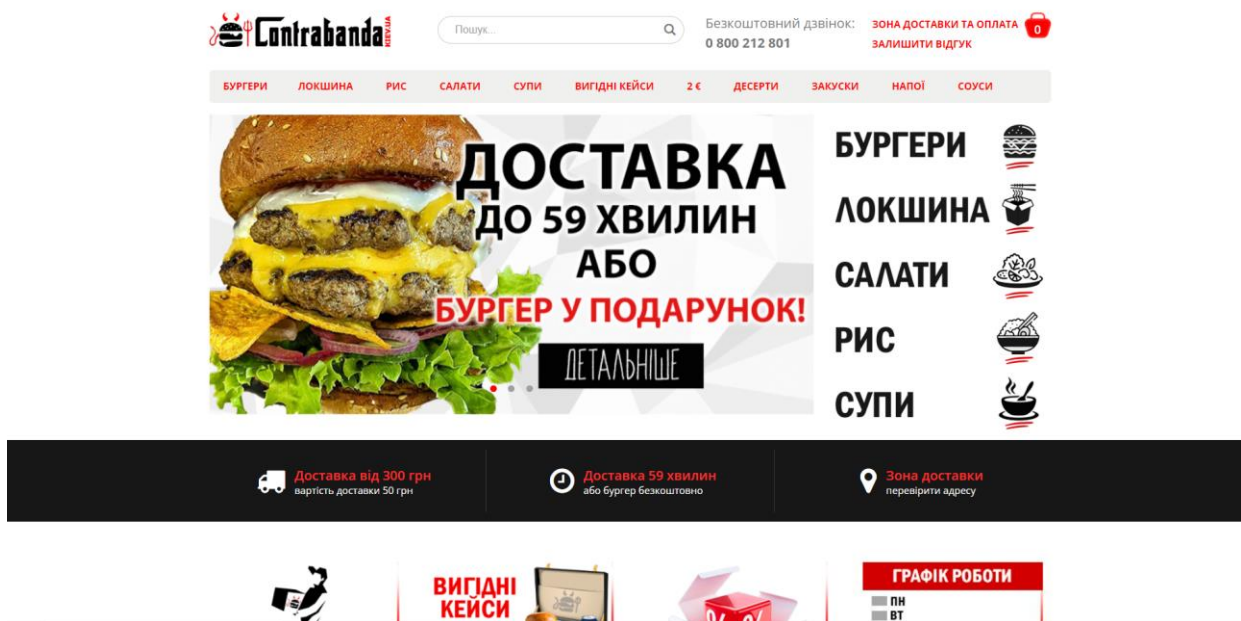 Contrabanda
KIEV.UA
Пошук...
Безкоштовний дзвінок:
0 800 212 801
ЗОНА ДОСТАВКИ ТА ОПЛАТА
ЗАЛИШИТИ ВІДГУК
0
БУРГЕРИ ЛОКШИНА РИС САЛАТИ СУПИ ВИГІДНІ КЕЙСИ 2 € ДЕСЕРТИ ЗАКУСКИ НАПОЇ СОУСИ
ДОСТАВКА
ДО 59 ХВИЛИН
АБО
БУРГЕР У ПОДАРУНОК!
ДЕТАЛЬНІШЕ
БУРГЕРИ
ЛОКШИНА
САЛАТИ
РИС
СУПИ
Доставка від 300 грн
вартість доставки 50 грн
Доставка 59 хвилин
або бургер безкоштовно
Зона доставки
перевірити адресу
ВИГІДНІ
КЕЙСИ
% %
ГРАФІК РОБОТИ
ПН
ВТ